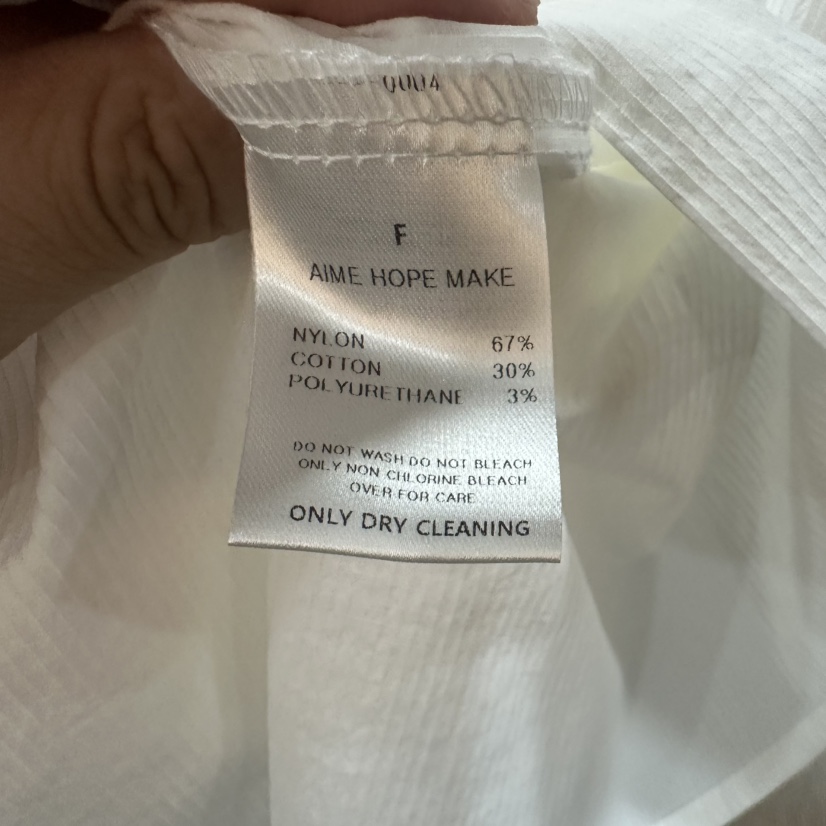 0004
F
AIME HOPE MAKE
NYLON 67%
COTTON 30%
POLYURETHANE 3%
DO NOT WASH DO NOT BLEACH
ONLY NON CHLORINE BLEACH
OVER FOR CARE
ONLY DRY CLEANING